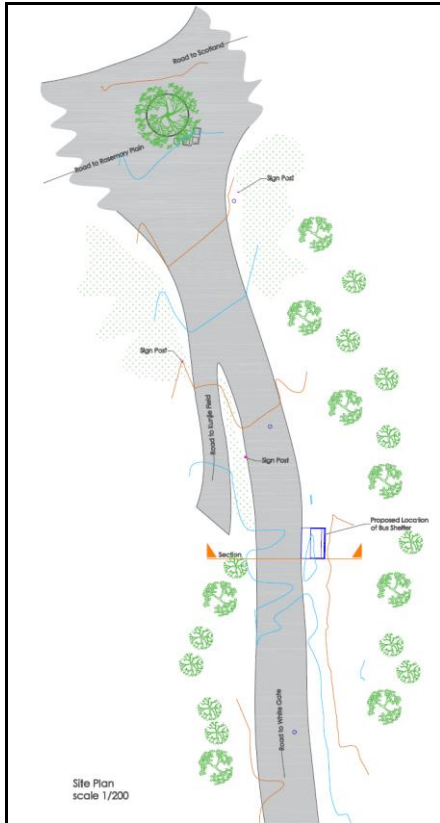 Road to Scotland
Road to Rosemary Plain
Sign Post
Sign Post
Road to Kunjie Field
Sign Post
Proposed Location
of Bus Shelter
Section
Road to White Gate
Site Plan
scale 1/200